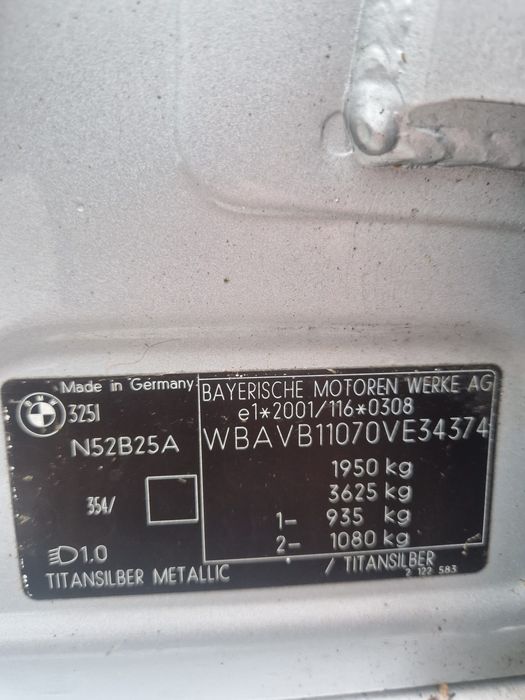 Made in Germany
BMW
325I
N52B25A
354/
1.0
TITANSILBER METALLIC
BAYERISCHE MOTOREN WERKE AG
e1*2001/116*0308
WBAVB11070VE34374
1950 kg
3625 kg
1- 935 kg
2- 1080 kg
/ TITANSILBER
2 122 583